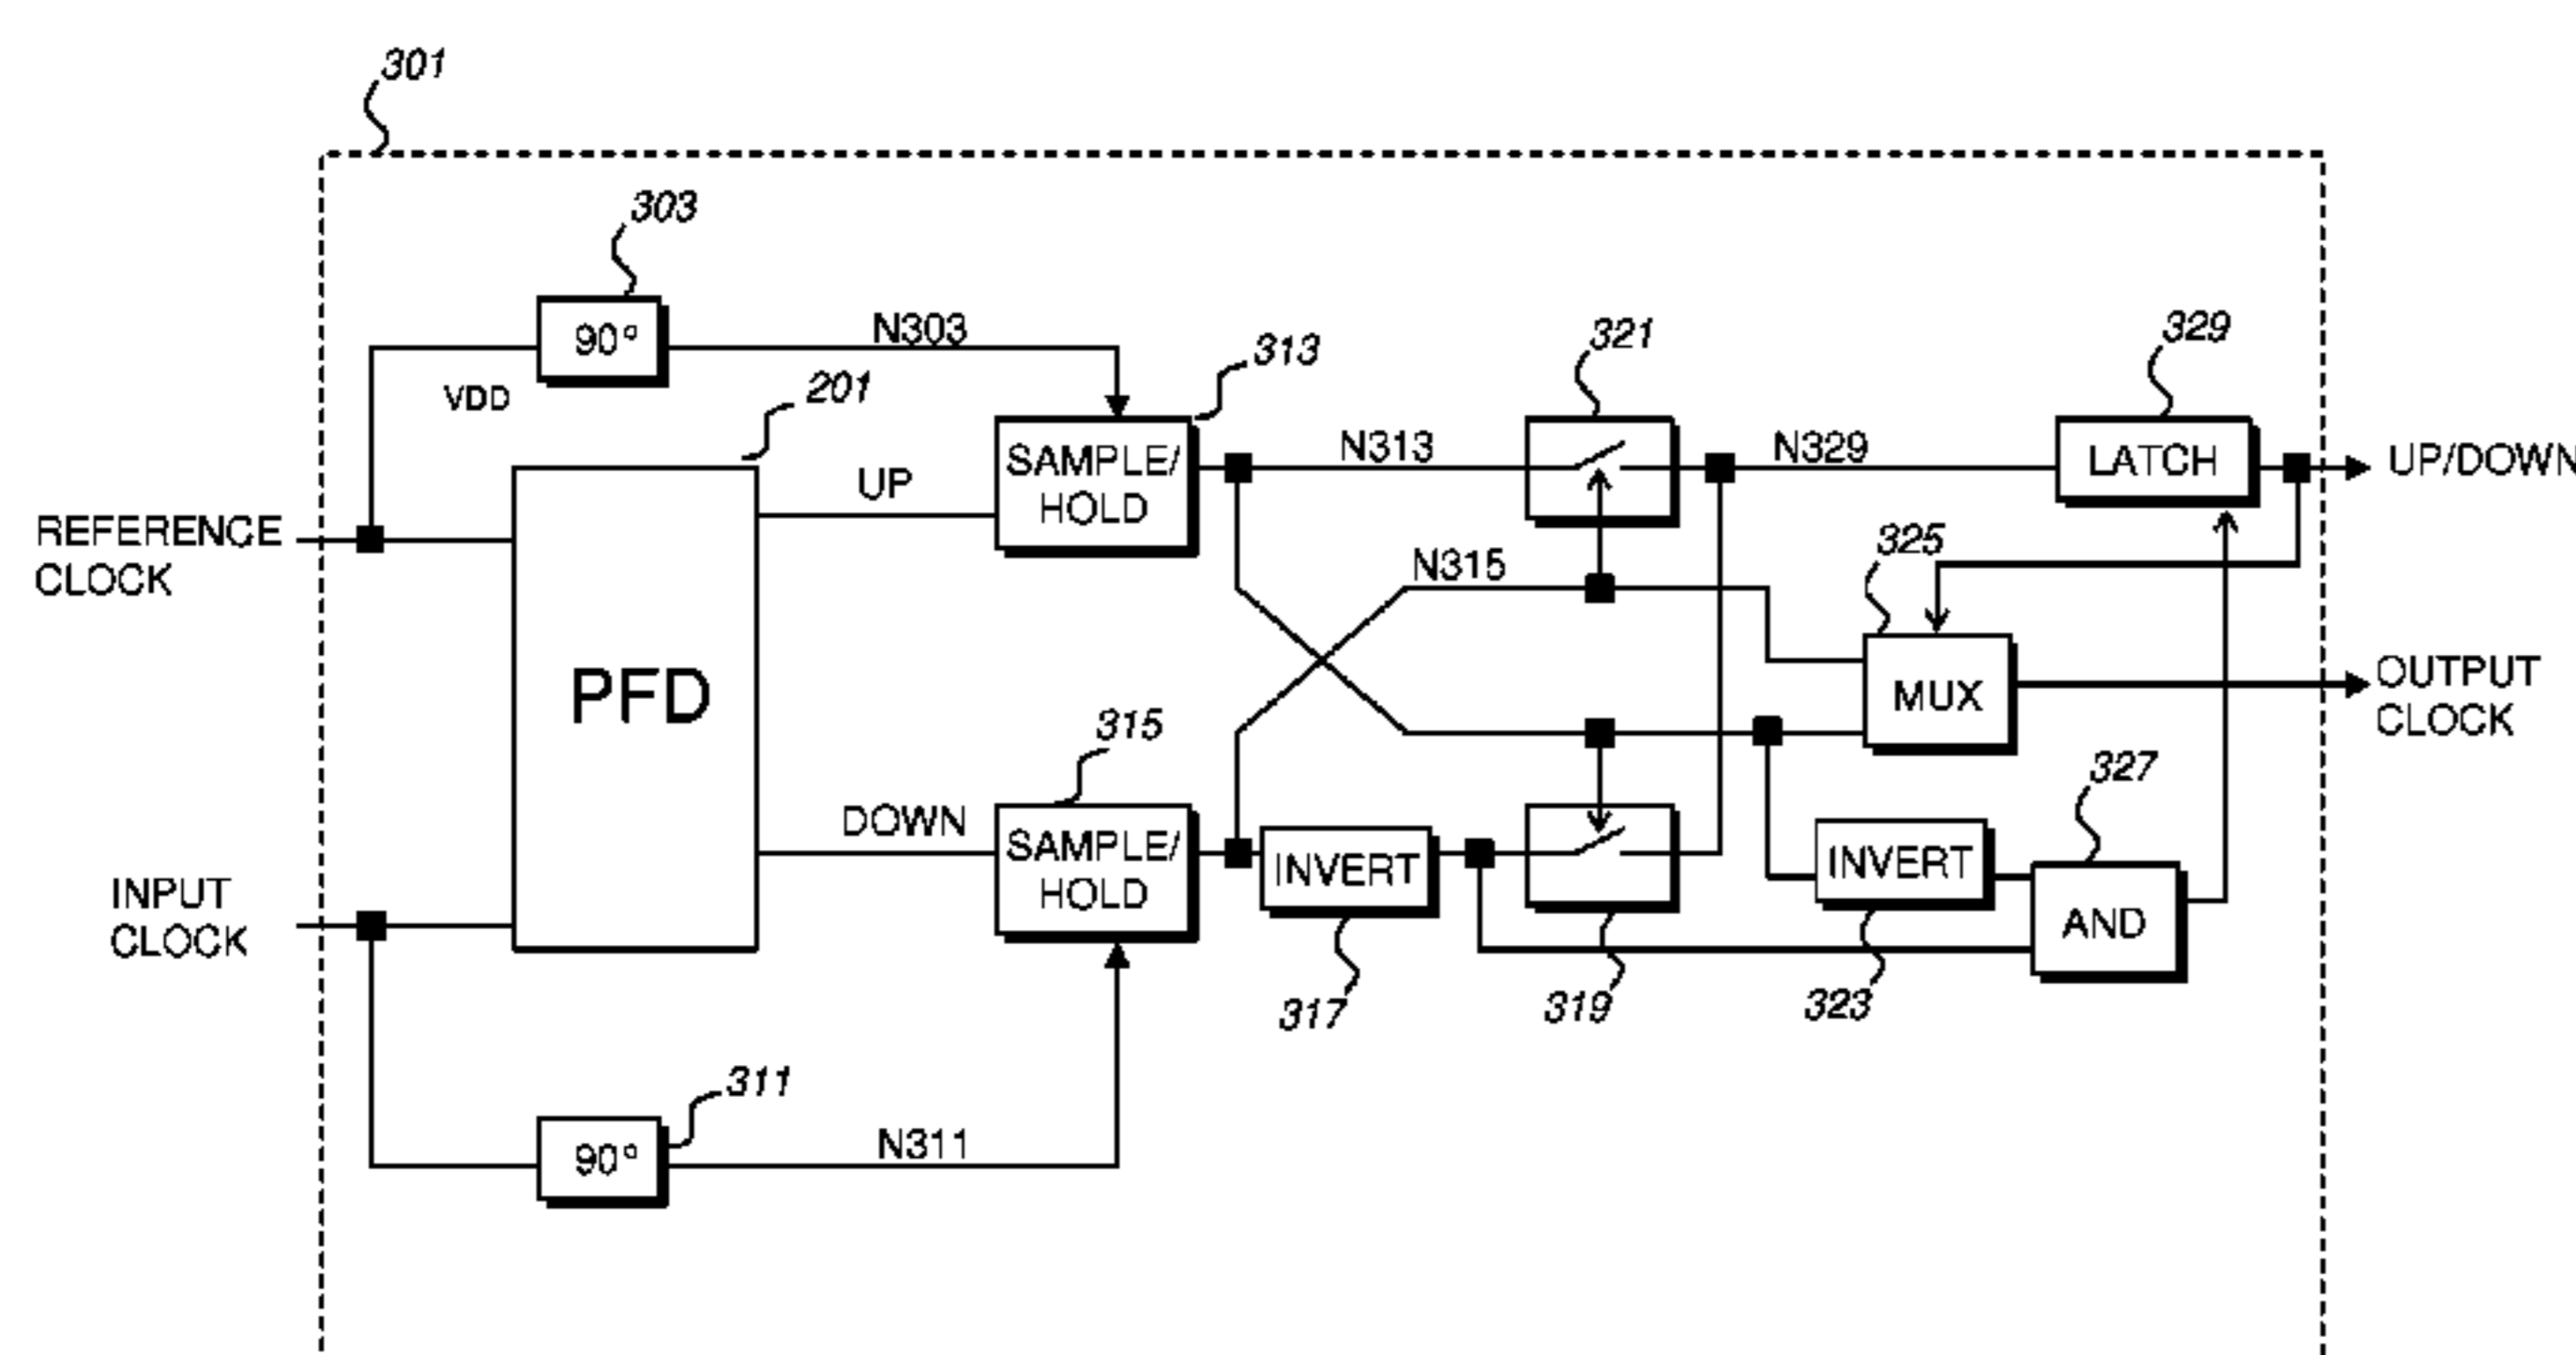 301
303
90°
N303
VDD
201
313
321
329
SAMPLE/
HOLD
N313
N329
LATCH
UP/DOWN
UP
REFERENCE
CLOCK
N315
325
PFD
MUX
OUTPUT
CLOCK
315
327
DOWN
SAMPLE/
HOLD
INVERT
INVERT
AND
INPUT
CLOCK
317
319
323
311
90°
N311